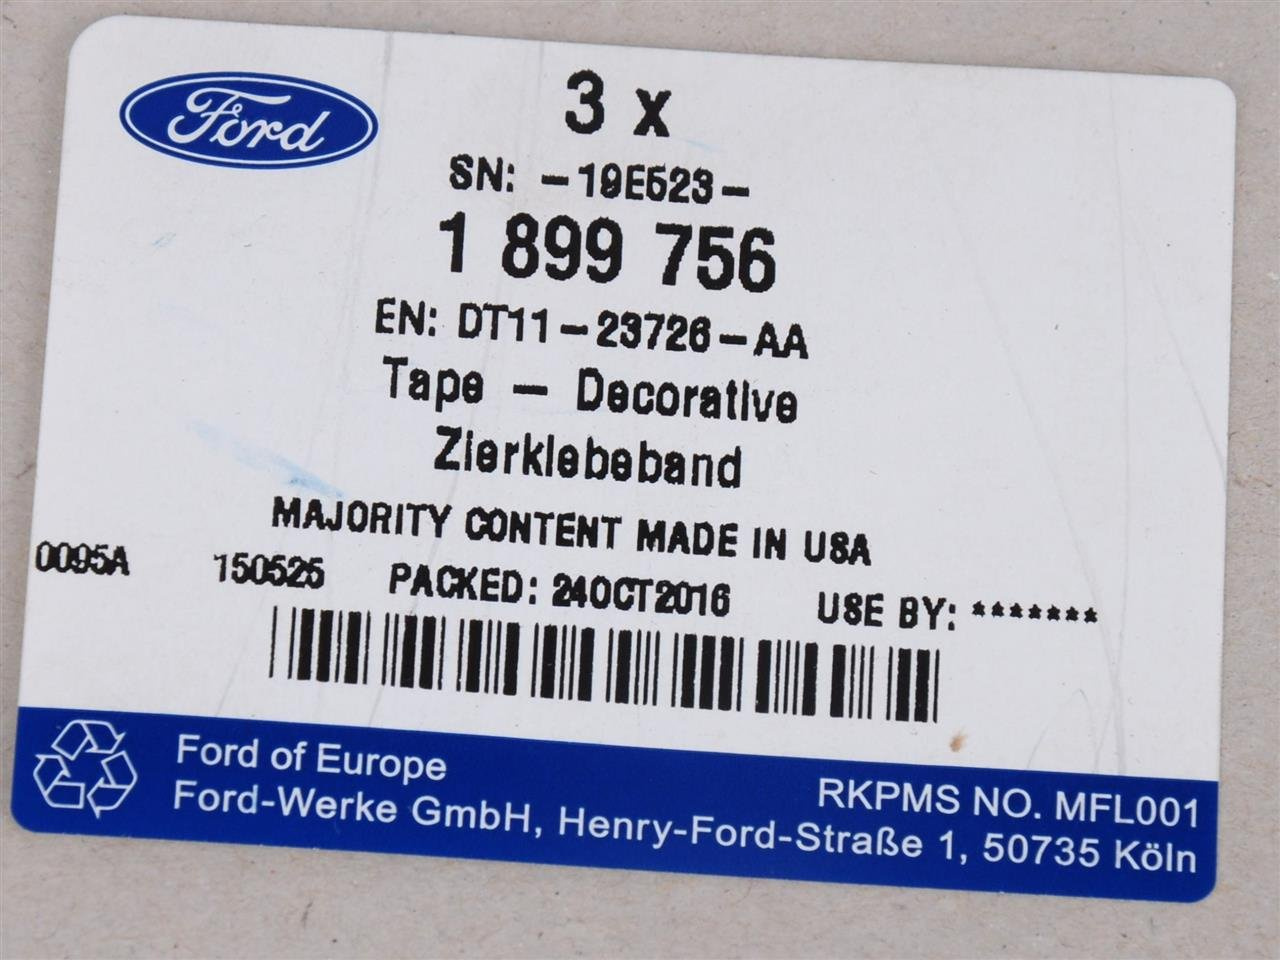 Ford
3 x
SN: -19E523-
1 899 756
EN: DT11-23726-AA
Tape - Decorative
Zierklebeband
MAJORITY CONTENT MADE IN USA
0095A 150525 PACKED: 24OCT2016 USE BY: *******
Ford of Europe
RKPMS NO. MFL001
Ford-Werke GmbH, Henry-Ford-Straße 1, 50735 Köln